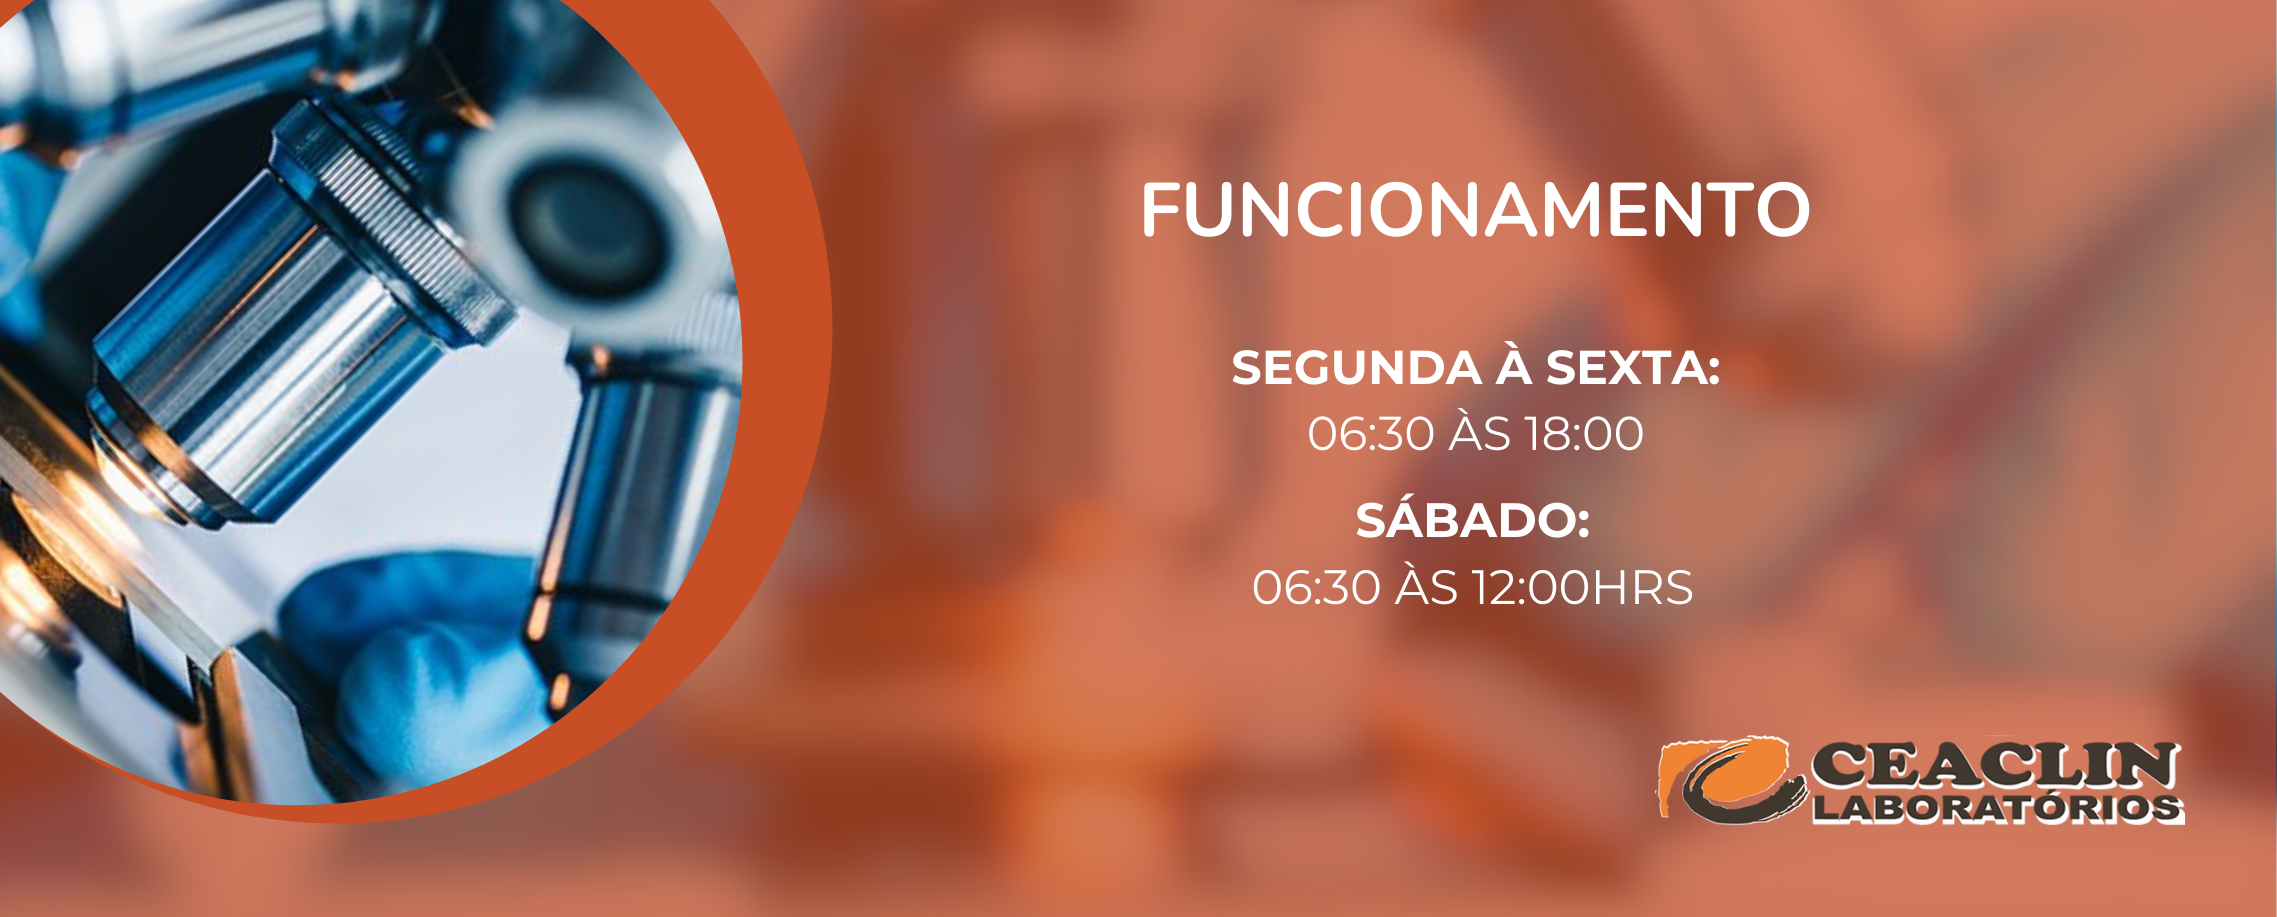 FUNCIONAMENTO
SEGUNDA À SEXTA:
06:30 ÀS 18:00
SÁBADO:
06:30 ÀS 12:00HRS
CEACLIN
LABORATÓRIOS